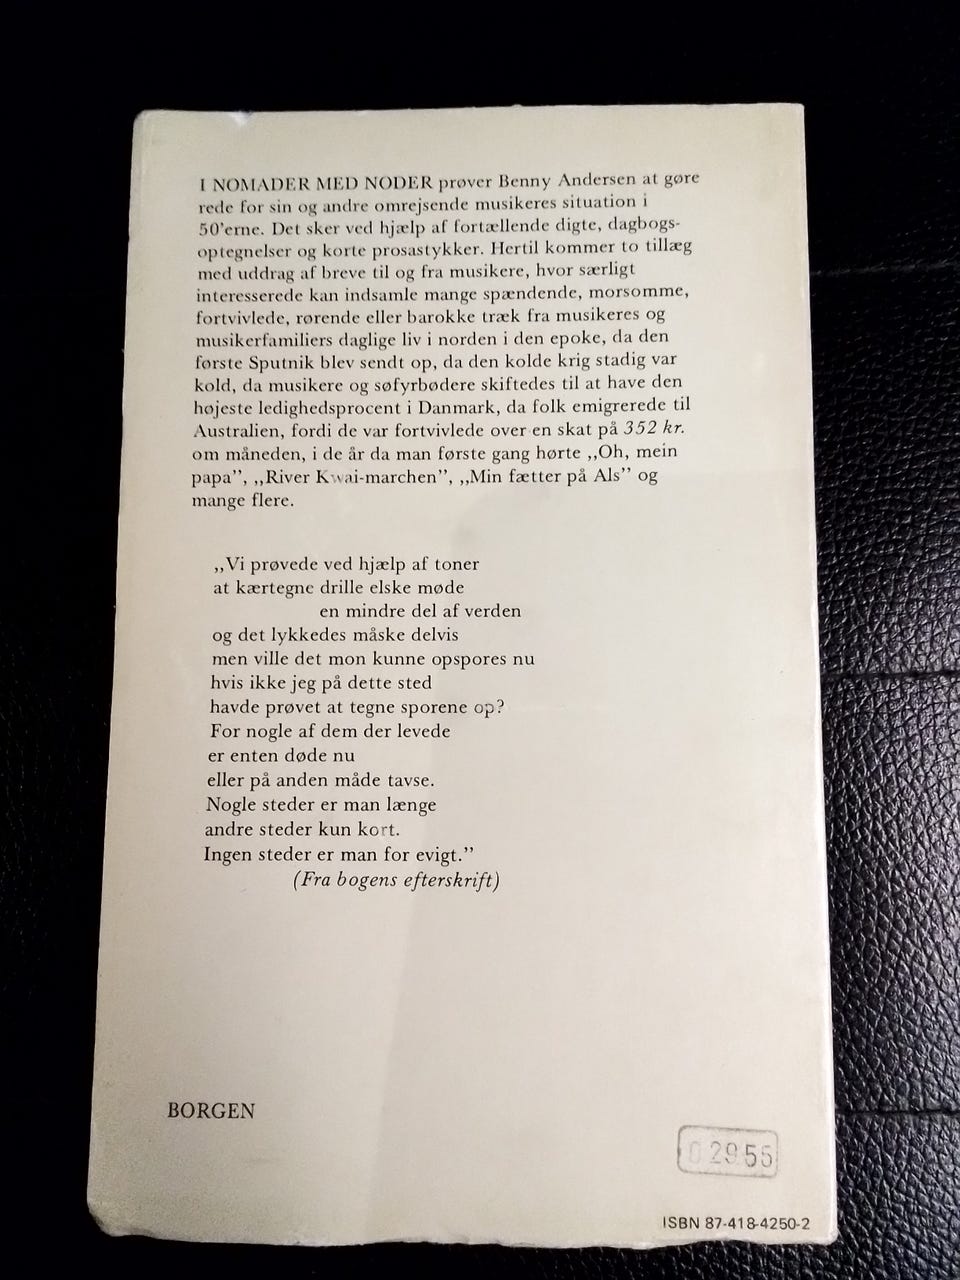 I NOMADER MED NODER prøver Benny Andersen at gøre
rede for sin og andre omrejsende musikeres situation i
50'erne. Det sker ved hjælp af fortællende digte, dagbogs-
optegnelser og korte prosastykker. Hertil kommer to tillæg
med uddrag af breve til og fra musikere, hvor særligt
interesserede kan indsamle mange spændende, morsomme,
fortvivlede, rørende eller barokke træk fra musikeres og
musikerfamiliers daglige liv i norden i den epoke, da den
første Sputnik blev sendt op, da den kolde krig stadig var
kold, da musikere og søfyrbødere skiftedes til at have den
højeste ledighedsprocent i Danmark, da folk emigrerede til
Australien, fordi de var fortvivlede over en skat på 352 kr.
om måneden, i de år da man første gang hørte ,,Oh, mein
papa”, ,,River Kwai-marchen”, ,,Min fætter på Als” og
mange flere.
,,Vi prøvede ved hjælp af toner
at kærtegne drille elske møde
en mindre del af verden
og det lykkedes måske delvis
men ville det mon kunne opspores nu
hvis ikke jeg på dette sted
havde prøvet at tegne sporene op?
For nogle af dem der levede
er enten døde nu
eller på anden måde tavse.
Nogle steder er man længe
andre steder kun kort.
Ingen steder er man for evigt.”
(Fra bogens efterskrift)
BORGEN
02955
ISBN 87-418-4250-2